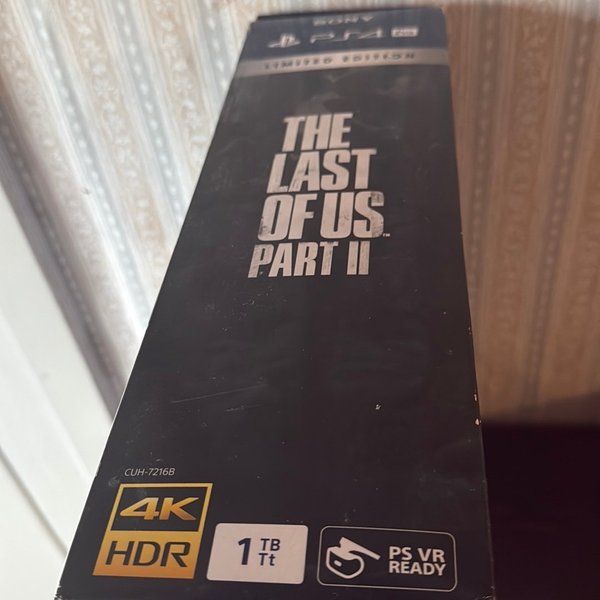 SONY
PS4 PRO
LIMITED EDITION
THE
LAST
OF US™
PART II
CUH-7216B
4K
HDR
1 TB
Tt
PS VR
READY